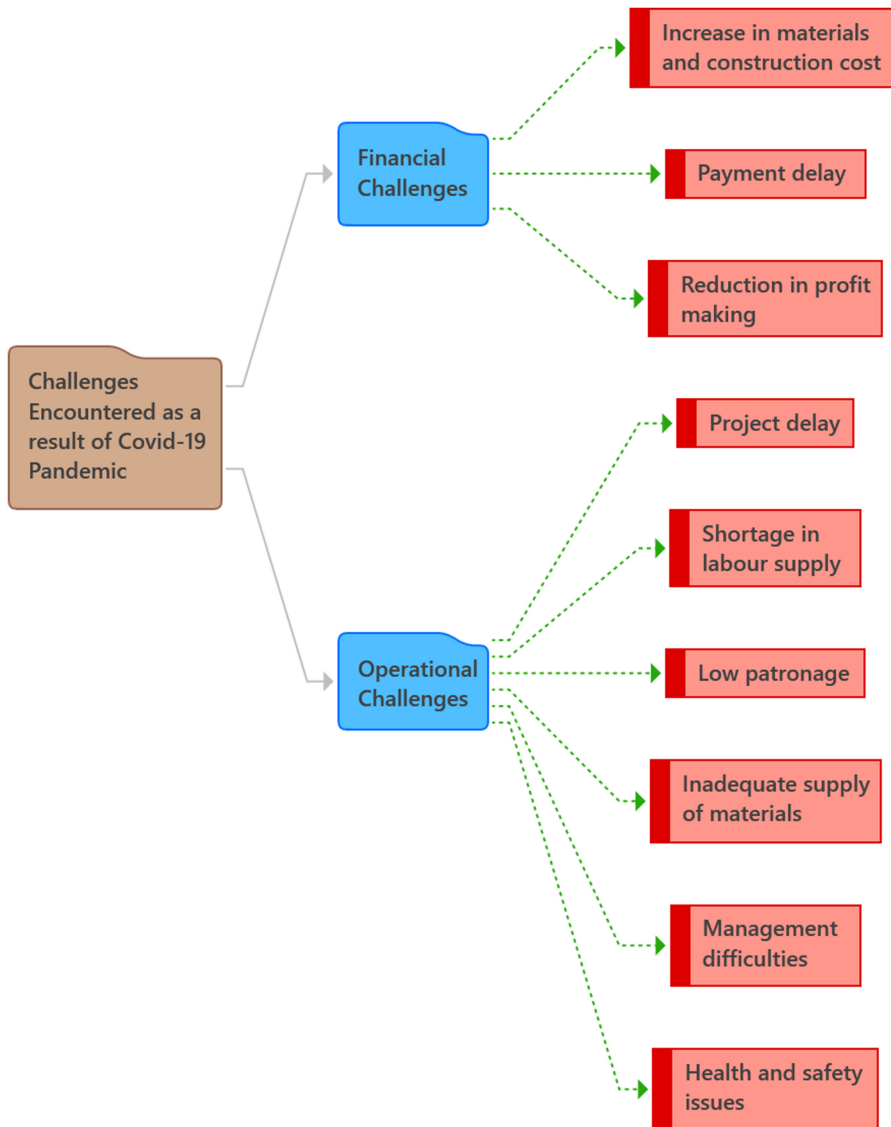 Challenges
Encountered as a
result of Covid-19
Pandemic
Financial
Challenges
Increase in materials
and construction cost
Payment delay
Reduction in profit
making
Operational
Challenges
Project delay
Shortage in
labour supply
Low patronage
Inadequate supply
of materials
Management
difficulties
Health and safety
issues